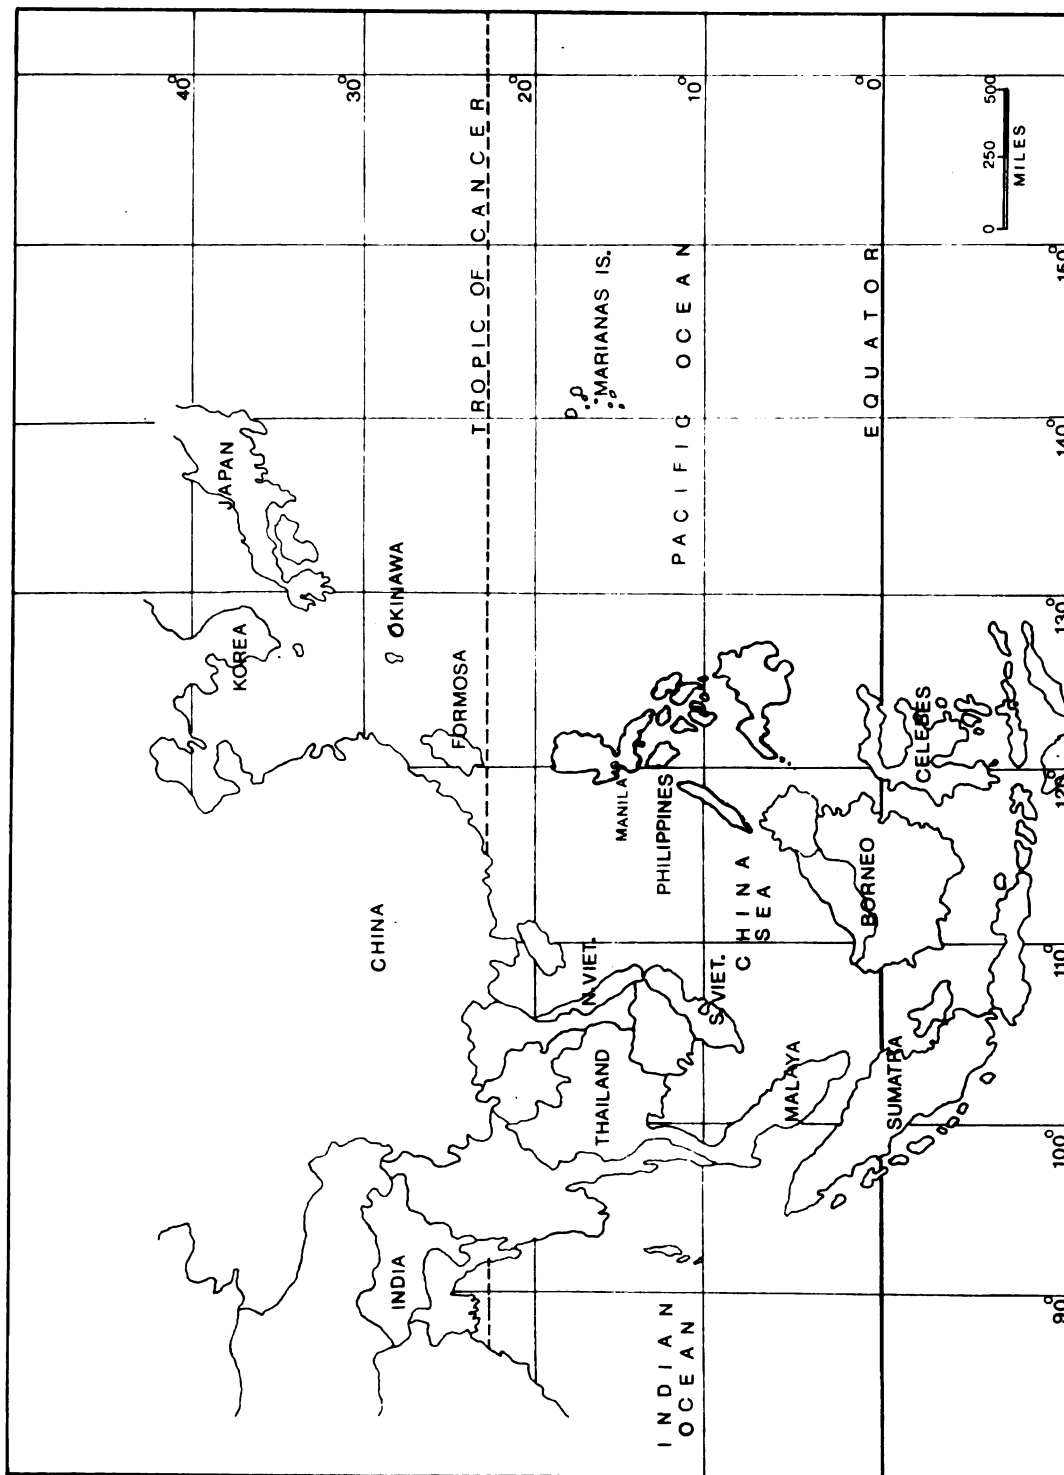 40°
30°
20°
10°
0°
TROPIC OF CANCER
JAPAN
KOREA
OKINAWA
FORMOSA
CHINA
MARIANAS IS.
PACIFIC OCEAN
EQUATOR
MANILA
PHILIPPINES
N.VIET.
S.VIET.
CHINA
SEA
THAILAND
INDIA
MALAYA
BORNEO
CELEBES
SUMATRA
INDIAN
OCEAN
90°
100°
110°
120°
130°
140°
150°
0 250 500
MILES